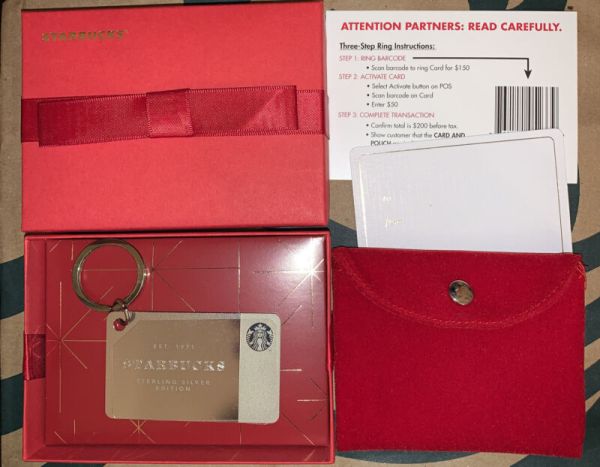 STARBUCKS
ATTENTION PARTNERS: READ CAREFULLY.
Three-Step Ring Instructions:
STEP 1: RING BARCODE
• Scan barcode to ring Card for $150
STEP 2: ACTIVATE CARD
• Select Activate button on POS
• Scan barcode on Card
• Enter $50
STEP 3: COMPLETE TRANSACTION
• Confirm total is $200 before tax.
• Show customer that the CARD AND
POUCH
to
from
EST. 1971
STARBUCKS
STERLING SILVER
EDITION